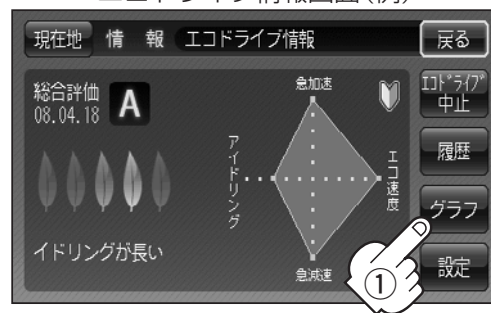 エコドライブ情報画面(例)
現在地 情 報 エコドライブ情報 戻る
総合評価
08.04.18 A
急加速
アイドリング
エコ速度
急減速
イドリングが長い
エコドライブ
中止
履歴
グラフ
設定
①